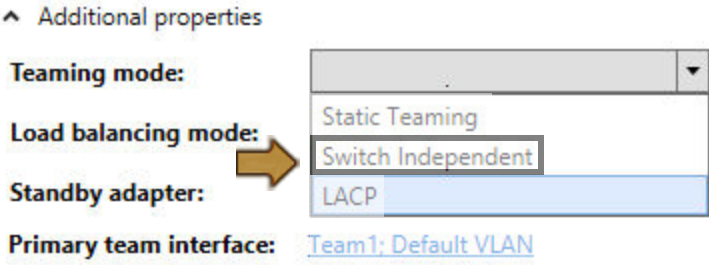 Additional properties
Teaming mode:
Static Teaming
Load balancing mode:
Switch Independent
Standby adapter:
LACP
Primary team interface: Team1; Default VLAN